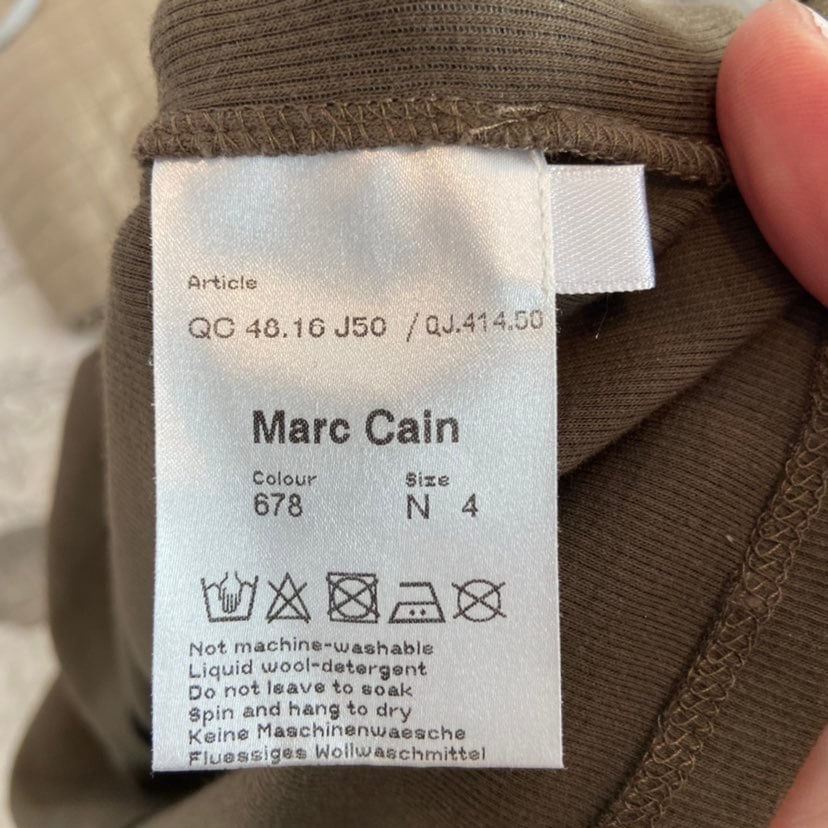 Article
QC 48.16 J50 / QJ.414.50
Marc Cain
Colour Size
678 N 4
Not machine-washable
Liquid wool-detergent
Do not leave to soak
Spin and hang to dry
Keine Maschinenwaesche
Fluessiges Wollwaschmittel